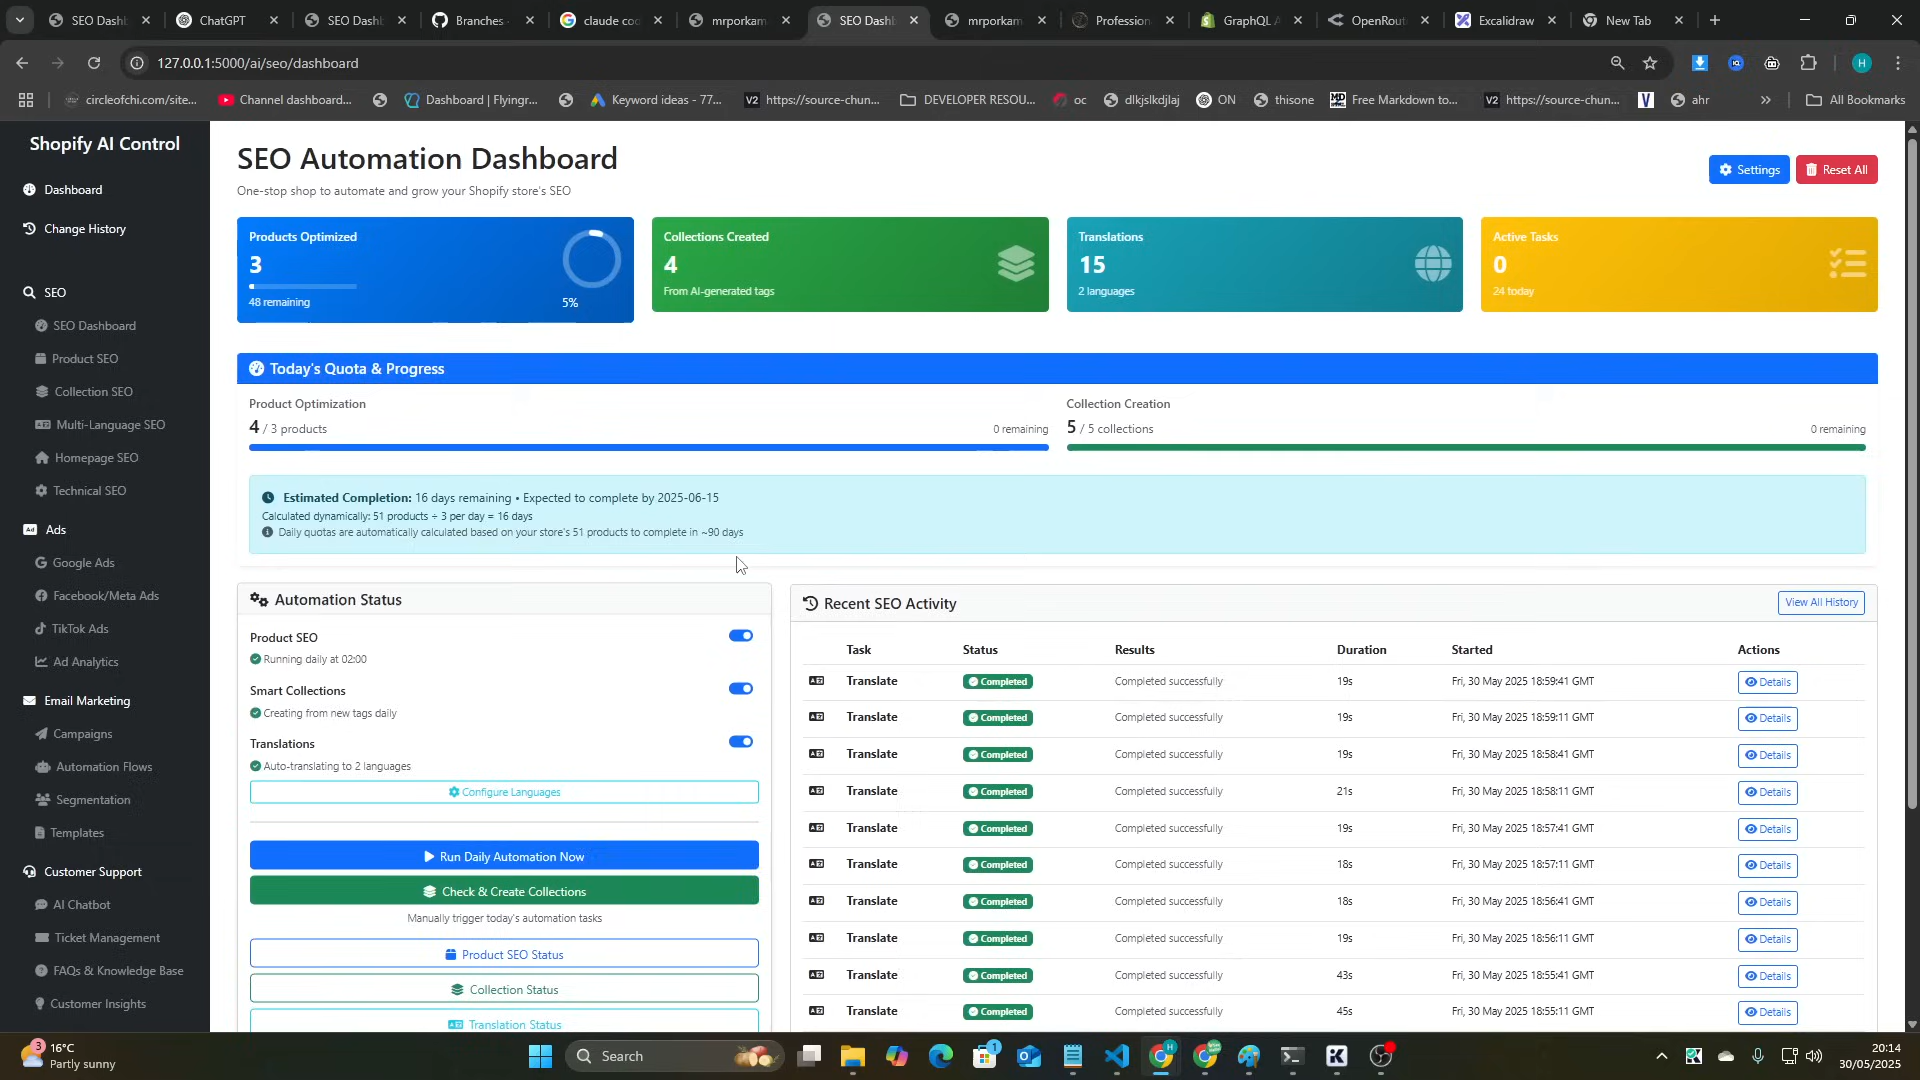 SEO Dashb
ChatGPT
SEO Dashb
Branches
claude cod
mrporkam
SEO Dashb
mrporkam
Profession
GraphQL A
OpenRout
Excalidraw
New Tab
127.0.0.1:5000/ai/seo/dashboard
H
circleofchi.com/site...
Channel dashboard...
Dashboard | Flyingr...
Keyword ideas - 77...
V2 https://source-chun...
DEVELOPER RESOU...
oc
dlkjslkdjlaj
ON
thisone
Free Markdown to...
V2 https://source-chun...
V
ahr
All Bookmarks
Shopify AI Control
Dashboard
Change History
SEO
SEO Dashboard
Product SEO
Collection SEO
Multi-Language SEO
Homepage SEO
Technical SEO
Ads
Google Ads
Facebook/Meta Ads
TikTok Ads
Ad Analytics
Email Marketing
Campaigns
Automation Flows
Segmentation
Templates
Customer Support
AI Chatbot
Ticket Management
FAQs & Knowledge Base
Customer Insights
SEO Automation Dashboard
One-stop shop to automate and grow your Shopify store's SEO
Settings
Reset All
Products Optimized
3
48 remaining
5%
Collections Created
4
From AI-generated tags
Translations
15
2 languages
Active Tasks
0
24 today
Today's Quota & Progress
Product Optimization
4 / 3 products
0 remaining
Collection Creation
5 / 5 collections
0 remaining
Estimated Completion: 16 days remaining • Expected to complete by 2025-06-15
Calculated dynamically: 51 products ÷ 3 per day = 16 days
Daily quotas are automatically calculated based on your store's 51 products to complete in ~90 days
Automation Status
Product SEO
Running daily at 02:00
Smart Collections
Creating from new tags daily
Translations
Auto-translating to 2 languages
Configure Languages
Run Daily Automation Now
Check & Create Collections
Manually trigger today's automation tasks
Product SEO Status
Collection Status
Translation Status
Recent SEO Activity
View All History
Task Status Results Duration Started Actions
Translate Completed Completed successfully 19s Fri, 30 May 2025 18:59:41 GMT Details
Translate Completed Completed successfully 19s Fri, 30 May 2025 18:59:11 GMT Details
Translate Completed Completed successfully 19s Fri, 30 May 2025 18:58:41 GMT Details
Translate Completed Completed successfully 21s Fri, 30 May 2025 18:58:11 GMT Details
Translate Completed Completed successfully 19s Fri, 30 May 2025 18:57:41 GMT Details
Translate Completed Completed successfully 18s Fri, 30 May 2025 18:57:11 GMT Details
Translate Completed Completed successfully 18s Fri, 30 May 2025 18:56:41 GMT Details
Translate Completed Completed successfully 19s Fri, 30 May 2025 18:56:11 GMT Details
Translate Completed Completed successfully 43s Fri, 30 May 2025 18:55:41 GMT Details
Translate Completed Completed successfully 45s Fri, 30 May 2025 18:55:11 GMT Details
3
16°C
Partly sunny
Search
1
20:14
30/05/2025